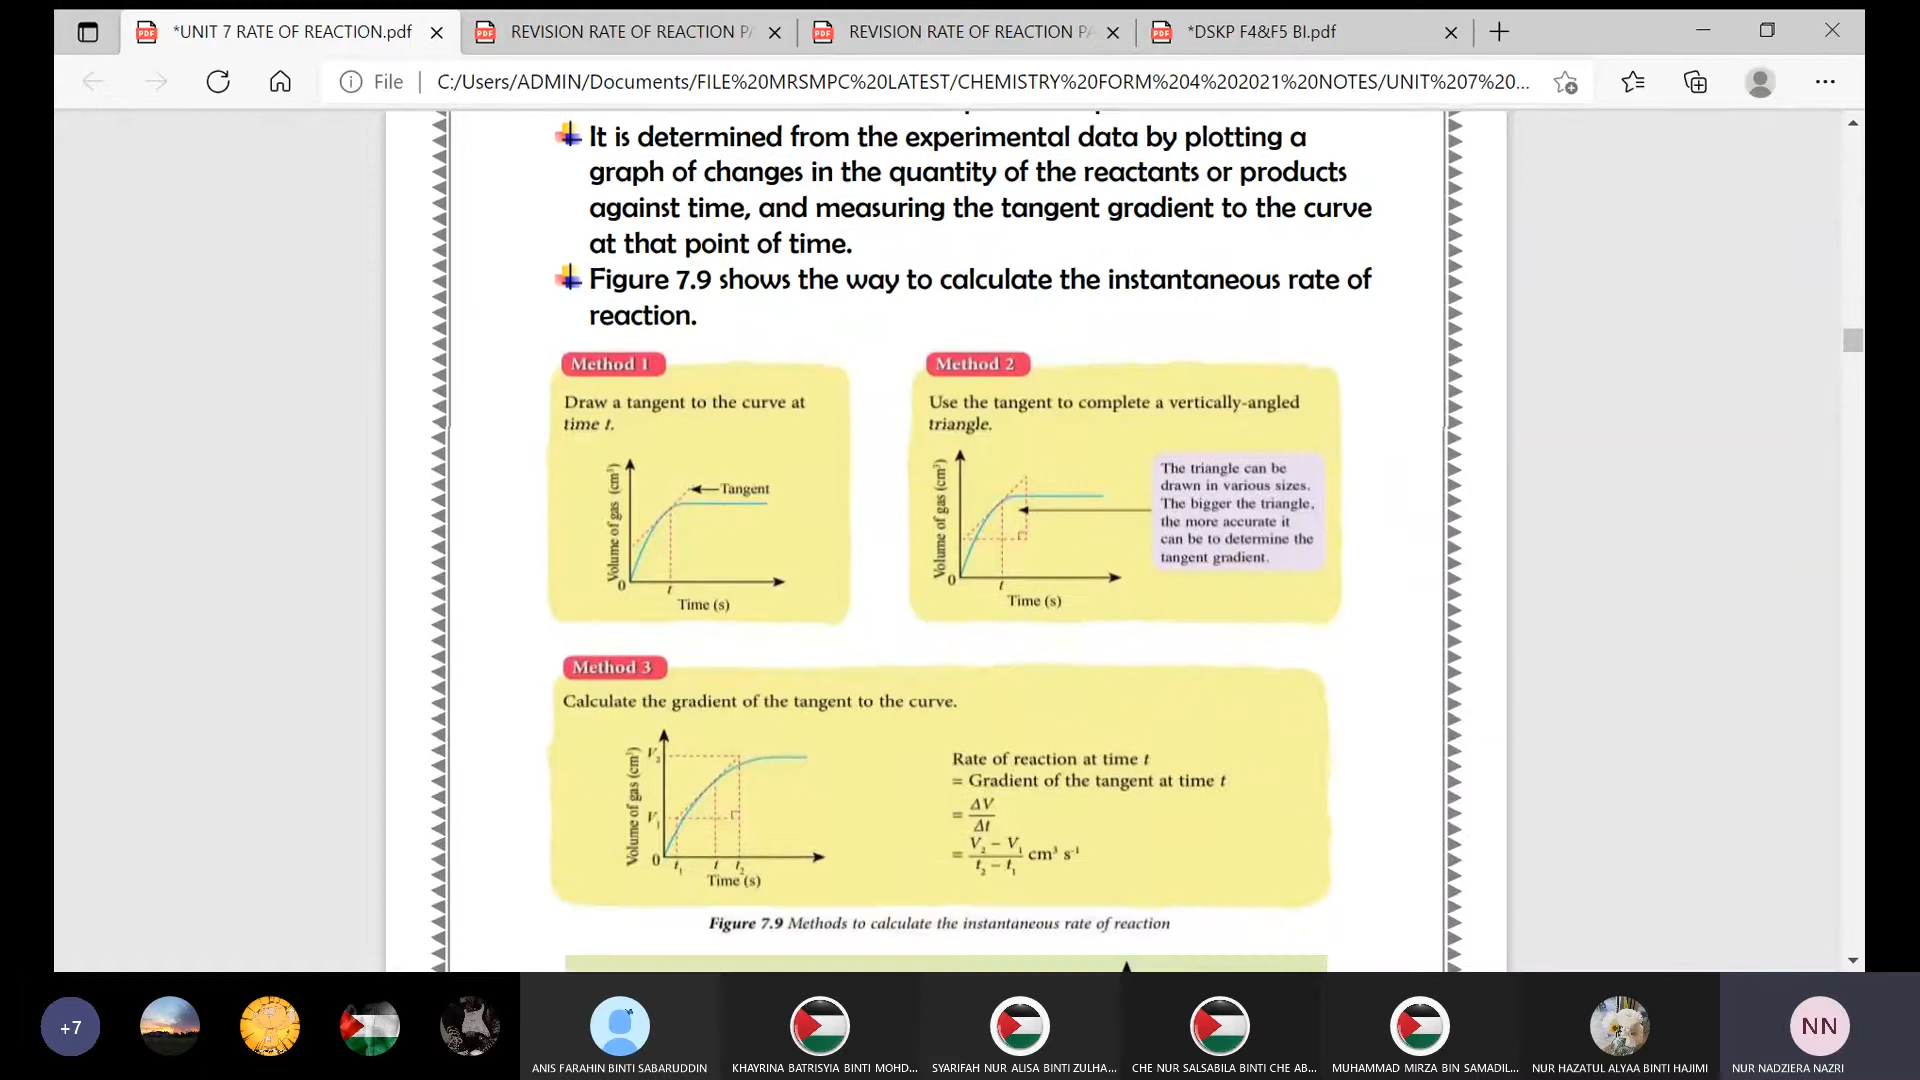 *UNIT 7 RATE OF REACTION.pdf
REVISION RATE OF REACTION P
REVISION RATE OF REACTION P
*DSKP F4&F5 BI.pdf
File
C:/Users/ADMIN/Documents/FILE%20MRSMPC%20LATEST/CHEMISTRY%20FORM%204%202021%20NOTES/UNIT%207%20...
It is determined from the experimental data by plotting a
graph of changes in the quantity of the reactants or products
against time, and measuring the tangent gradient to the curve
at that point of time.
Figure 7.9 shows the way to calculate the instantaneous rate of
reaction.
Method 1
Draw a tangent to the curve at
time t.
Volume of gas (cm³)
Tangent
0
t
Time (s)
Method 2
Use the tangent to complete a vertically-angled
triangle.
Volume of gas (cm³)
0
t
Time (s)
The triangle can be
drawn in various sizes.
The bigger the triangle,
the more accurate it
can be to determine the
tangent gradient.
Method 3
Calculate the gradient of the tangent to the curve.
Volume of gas (cm³)
V₂
V₁
0
t₁ t t₂
Time (s)
Rate of reaction at time t
= Gradient of the tangent at time t
= ΔV
Δt
= V₂ − V₁
t₂ − t₁ cm³ s⁻¹
Figure 7.9 Methods to calculate the instantaneous rate of reaction
+7
ANIS FARAHIN BINTI SABARUDDIN
KHAYRINA BATRISYIA BINTI MOHD...
SYARIFAH NUR ALISA BINTI ZULHA...
CHE NUR SALSABILA BINTI CHE AB...
MUHAMMAD MIRZA BIN SAMADIL...
NUR HAZATUL ALYAA BINTI HAJIMI
NN
NUR NADZIERA NAZRI